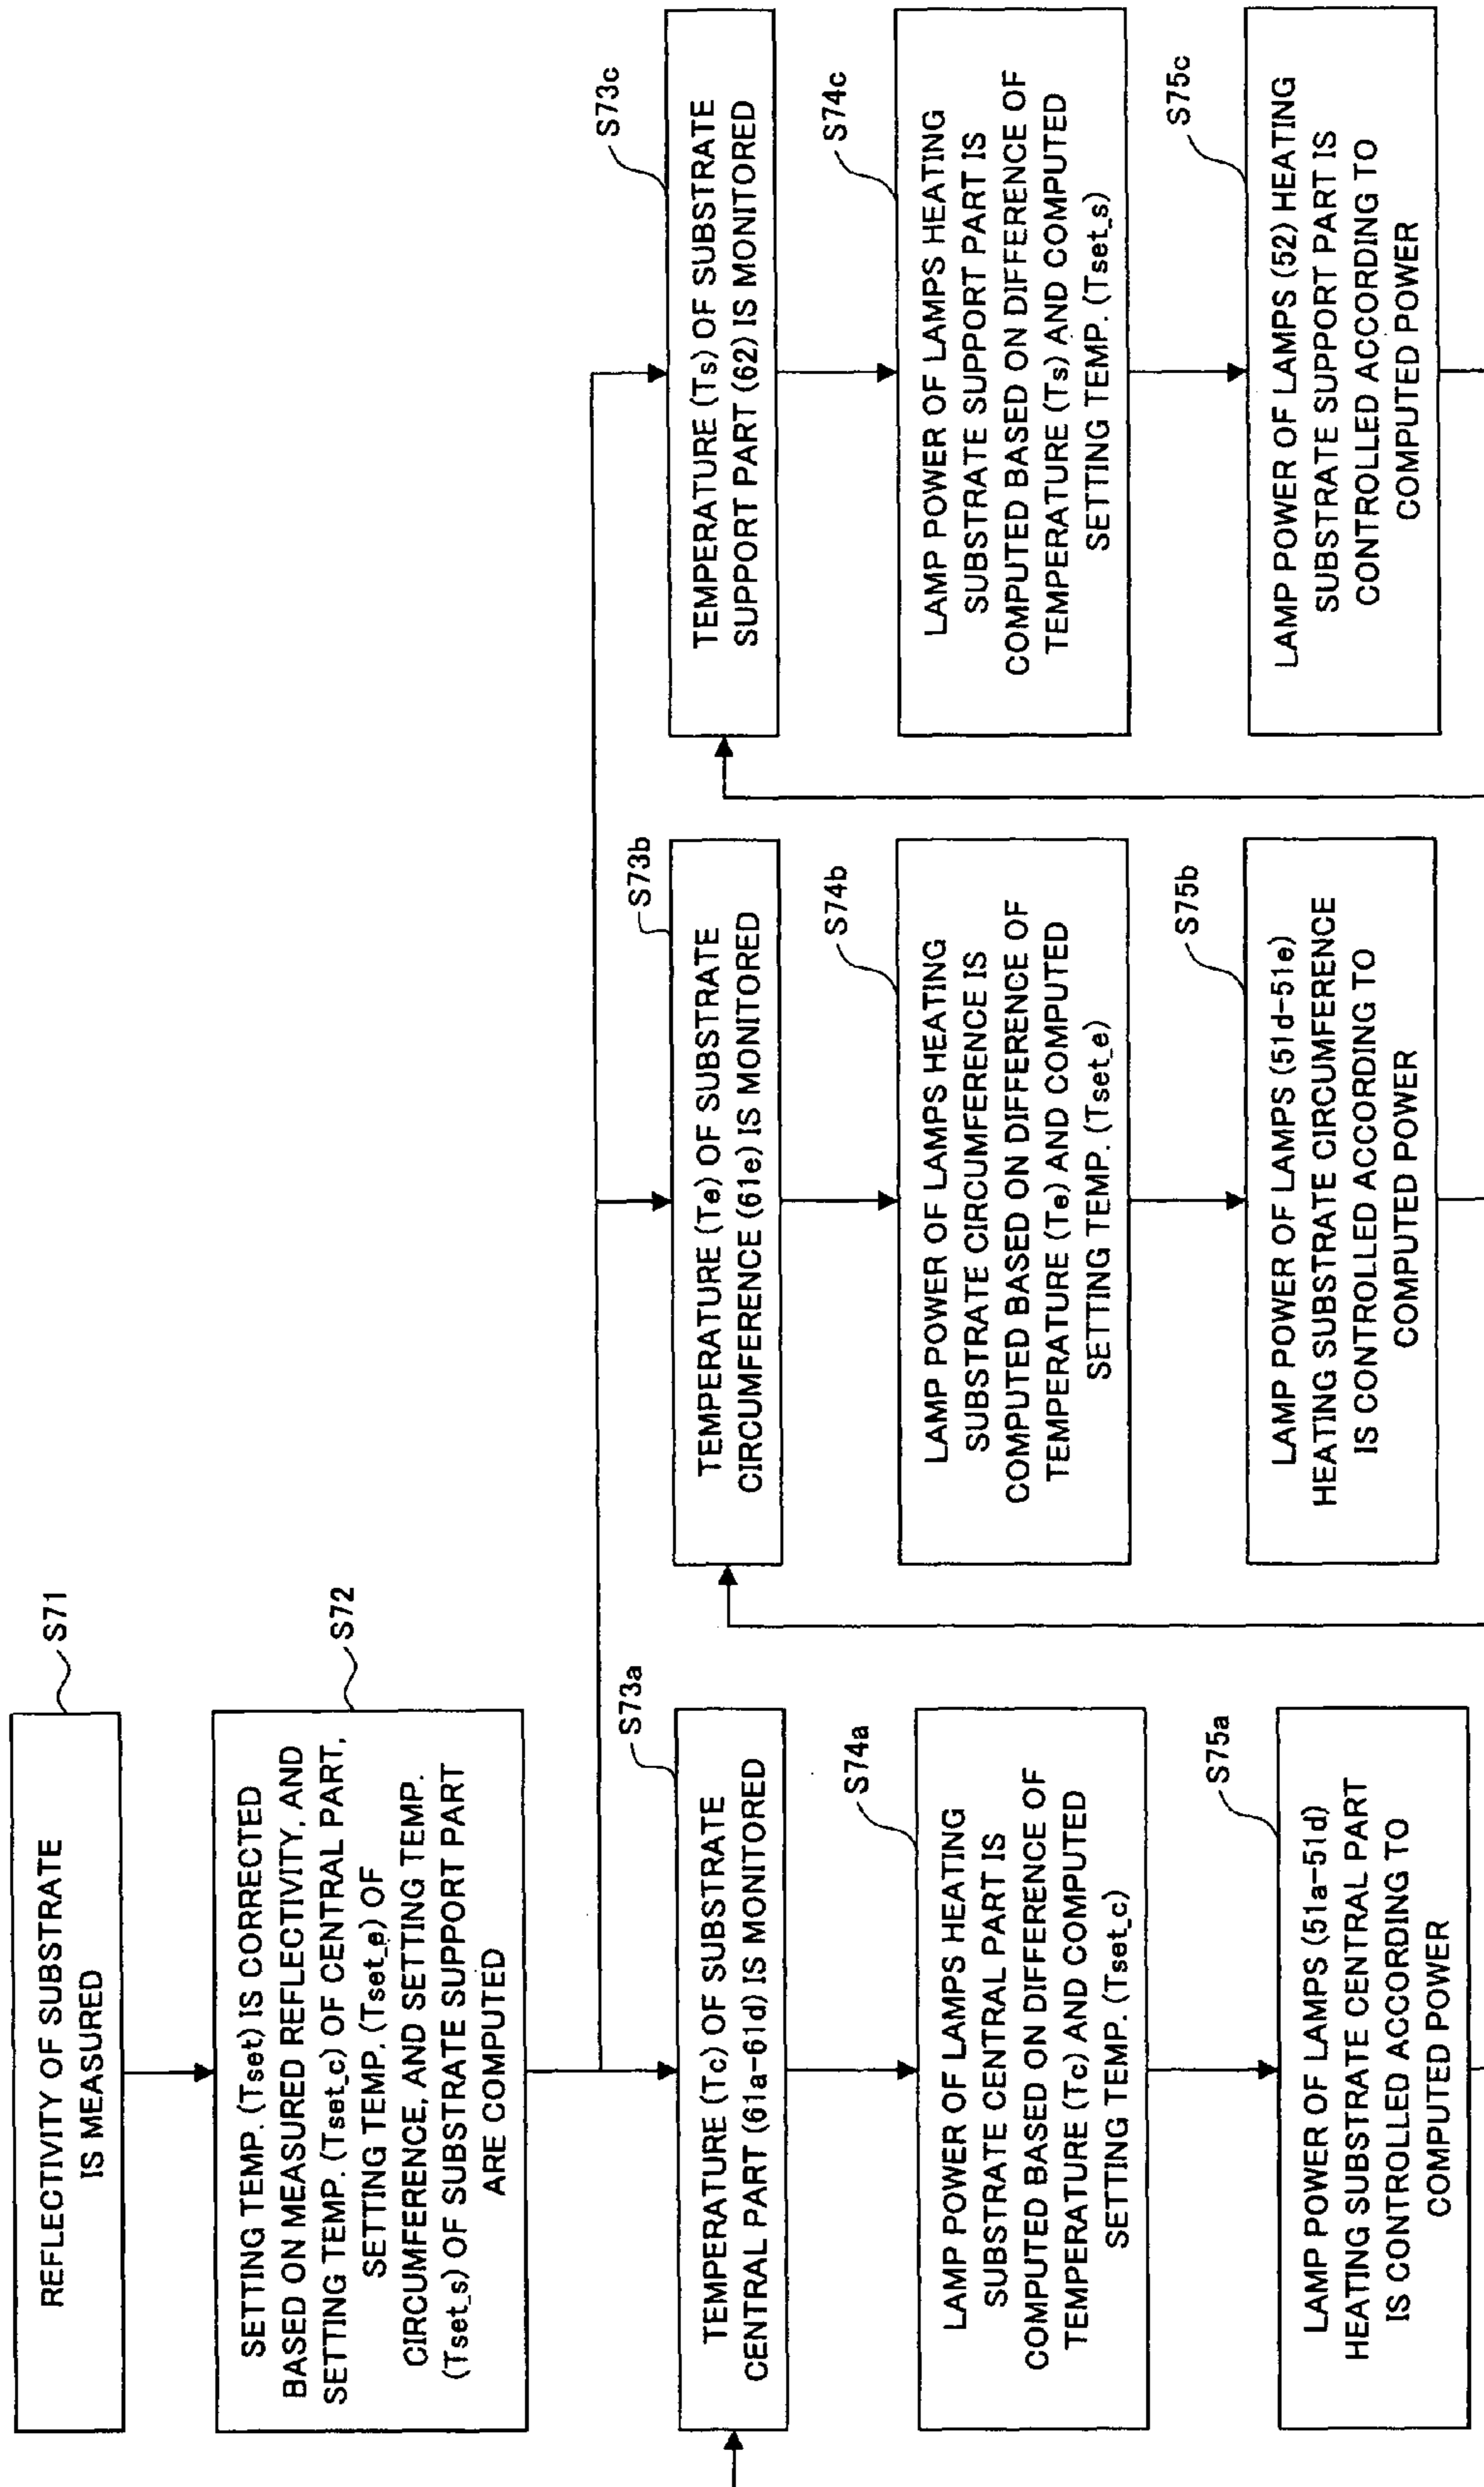 REFLECTIVITY OF SUBSTRATE
IS MEASURED
S71
SETTING TEMP. (Tset) IS CORRECTED
BASED ON MEASURED REFLECTIVITY, AND
SETTING TEMP. (Tset_c) OF CENTRAL PART,
SETTING TEMP. (Tset_e) OF
CIRCUMFERENCE, AND SETTING TEMP.
(Tset_s) OF SUBSTRATE SUPPORT PART
ARE COMPUTED
S72
TEMPERATURE (Tc) OF SUBSTRATE
CENTRAL PART (61a-61d) IS MONITORED
S73a
LAMP POWER OF LAMPS HEATING
SUBSTRATE CENTRAL PART IS
COMPUTED BASED ON DIFFERENCE OF
TEMPERATURE (Tc) AND COMPUTED
SETTING TEMP. (Tset_c)
S74a
LAMP POWER OF LAMPS (51a-51d)
HEATING SUBSTRATE CENTRAL PART
IS CONTROLLED ACCORDING TO
COMPUTED POWER
S75a
TEMPERATURE (Te) OF SUBSTRATE
CIRCUMFERENCE (61e) IS MONITORED
S73b
LAMP POWER OF LAMPS HEATING
SUBSTRATE CIRCUMFERENCE IS
COMPUTED BASED ON DIFFERENCE OF
TEMPERATURE (Te) AND COMPUTED
SETTING TEMP. (Tset_e)
S74b
LAMP POWER OF LAMPS (51d-51e)
HEATING SUBSTRATE CIRCUMFERENCE
IS CONTROLLED ACCORDING TO
COMPUTED POWER
S75b
TEMPERATURE (Ts) OF SUBSTRATE
SUPPORT PART (62) IS MONITORED
S73c
LAMP POWER OF LAMPS HEATING
SUBSTRATE SUPPORT PART IS
COMPUTED BASED ON DIFFERENCE OF
TEMPERATURE (Ts) AND COMPUTED
SETTING TEMP. (Tset_s)
S74c
LAMP POWER OF LAMPS (52) HEATING
SUBSTRATE SUPPORT PART IS
CONTROLLED ACCORDING TO
COMPUTED POWER
S75c